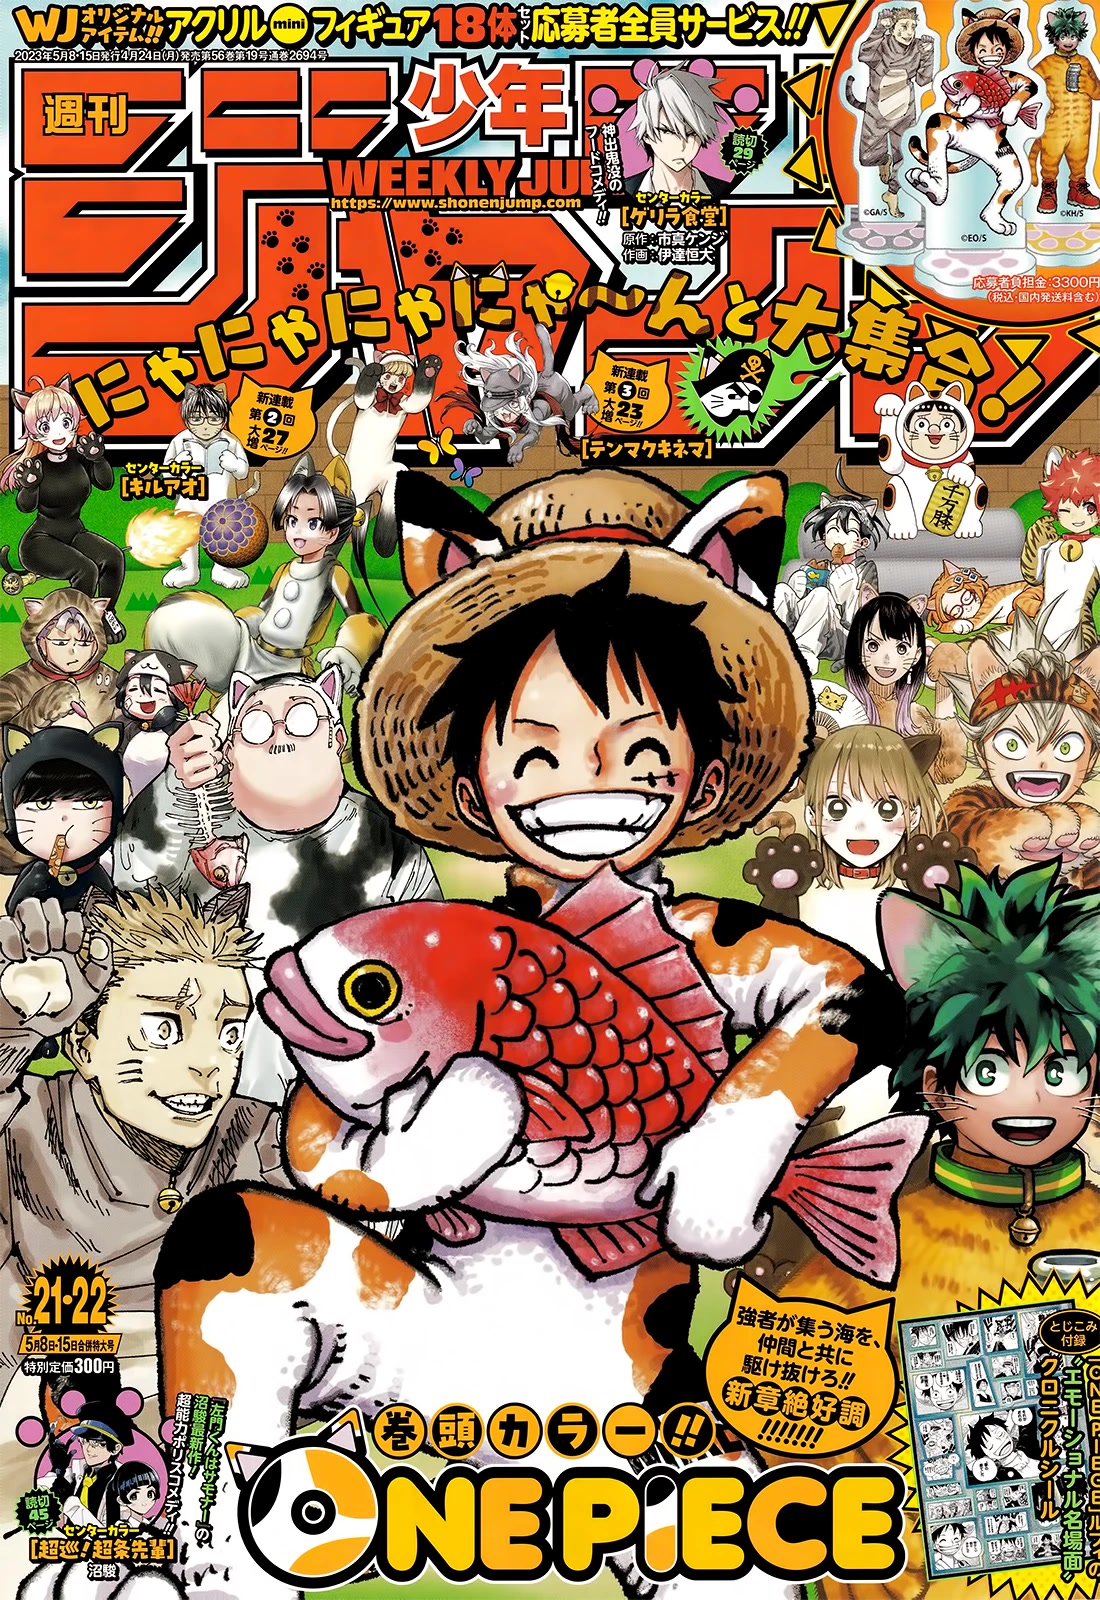 WJオリジナルアイテム!! アクリルminiフィギュア18体セット応募者全員サービス!!
2023年5月8・15日発行4月24日(月)発売第56巻第19号通巻2694号
週刊
少年
ジャンプ
WEEKLY JU
https://www.shonenjump.com
神出鬼没の
フードコメディ!!
読切
29
ページ
センターカラー
[ゲリラ食堂]
原作:市真ケンジ
作画:伊達恒大
©GA/S
©EO/S
©KH/S
応募者負担金:3300円
(税込・国内発送料含む)
にゃにゃにゃにゃにゃ〜んと大集合!
新連載
第2回
大増27ページ!!
センターカラー
[キルアオ]
新連載
第3回
大増23ページ!!
[テンマクキネマ]
千万勝
No.21・22
5月8日・15日合併特大号
特別定価300円
『左門くんはサモナー』の
沼駿最新作!
超能力ポリスコメディ!!
読切
45
ページ
センターカラー
[超巡!超条先輩]
沼駿
強者が集う海を、
仲間と共に
駆け抜けろ!!
新章絶好調
!!!!!!!
巻頭カラー!!
ONE PIECE
とじこみ
付録
ONE PIECEルフィの
"エモーショナル名場面"
クロニクルシール